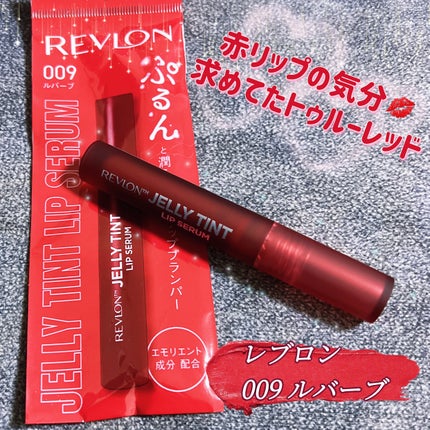 REVLON
009
ルバーブ
ぷるんと潤
ップブランパー
JELLY TINT LIP SERUM
REVLON™ JELLY TINT
LIP SERUM
エモリエント
成分 配合
REVLON™ JELLY TINT
LIP SERUM
赤リップの気分💋
求めてたトゥルーレッド
レブロン
009 ルバーブ